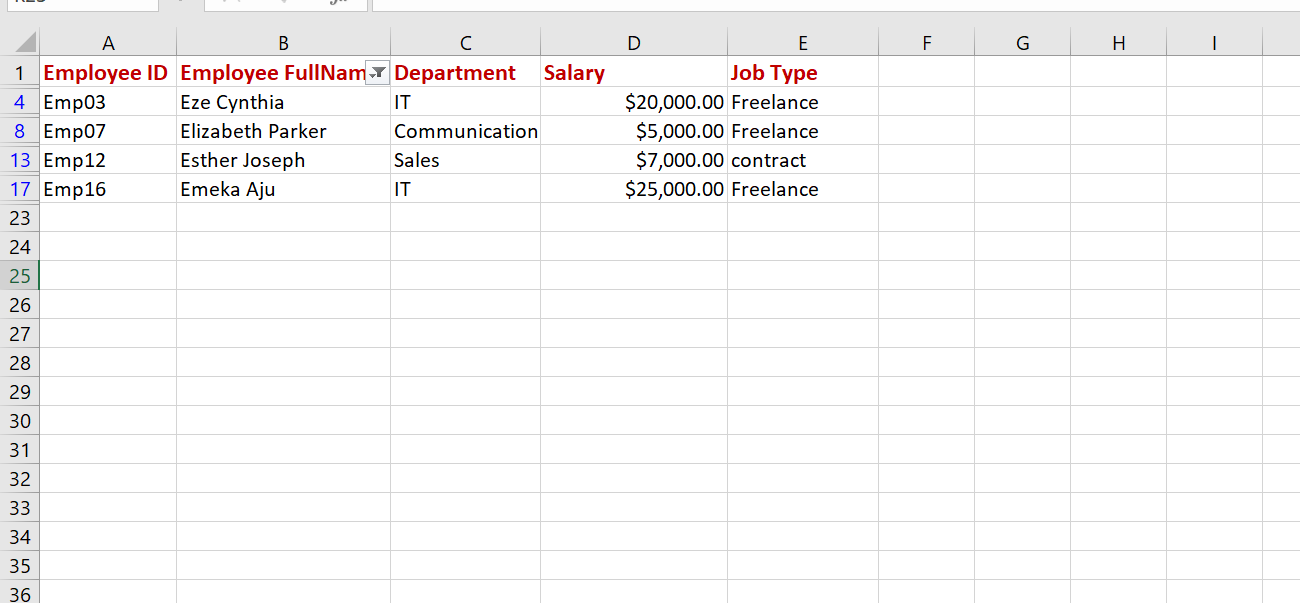 A B C D E F G H I
1 Employee ID Employee FullNam Department Salary Job Type
4 Emp03 Eze Cynthia IT $20,000.00 Freelance
8 Emp07 Elizabeth Parker Communication $5,000.00 Freelance
13 Emp12 Esther Joseph Sales $7,000.00 contract
17 Emp16 Emeka Aju IT $25,000.00 Freelance
23
24
25
26
27
28
29
30
31
32
33
34
35
36